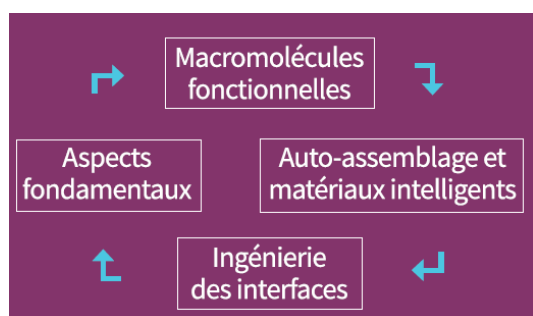 Macromolécules
fonctionnelles
Aspects
fondamentaux
Auto-assemblage et
matériaux intelligents
Ingénierie
des interfaces